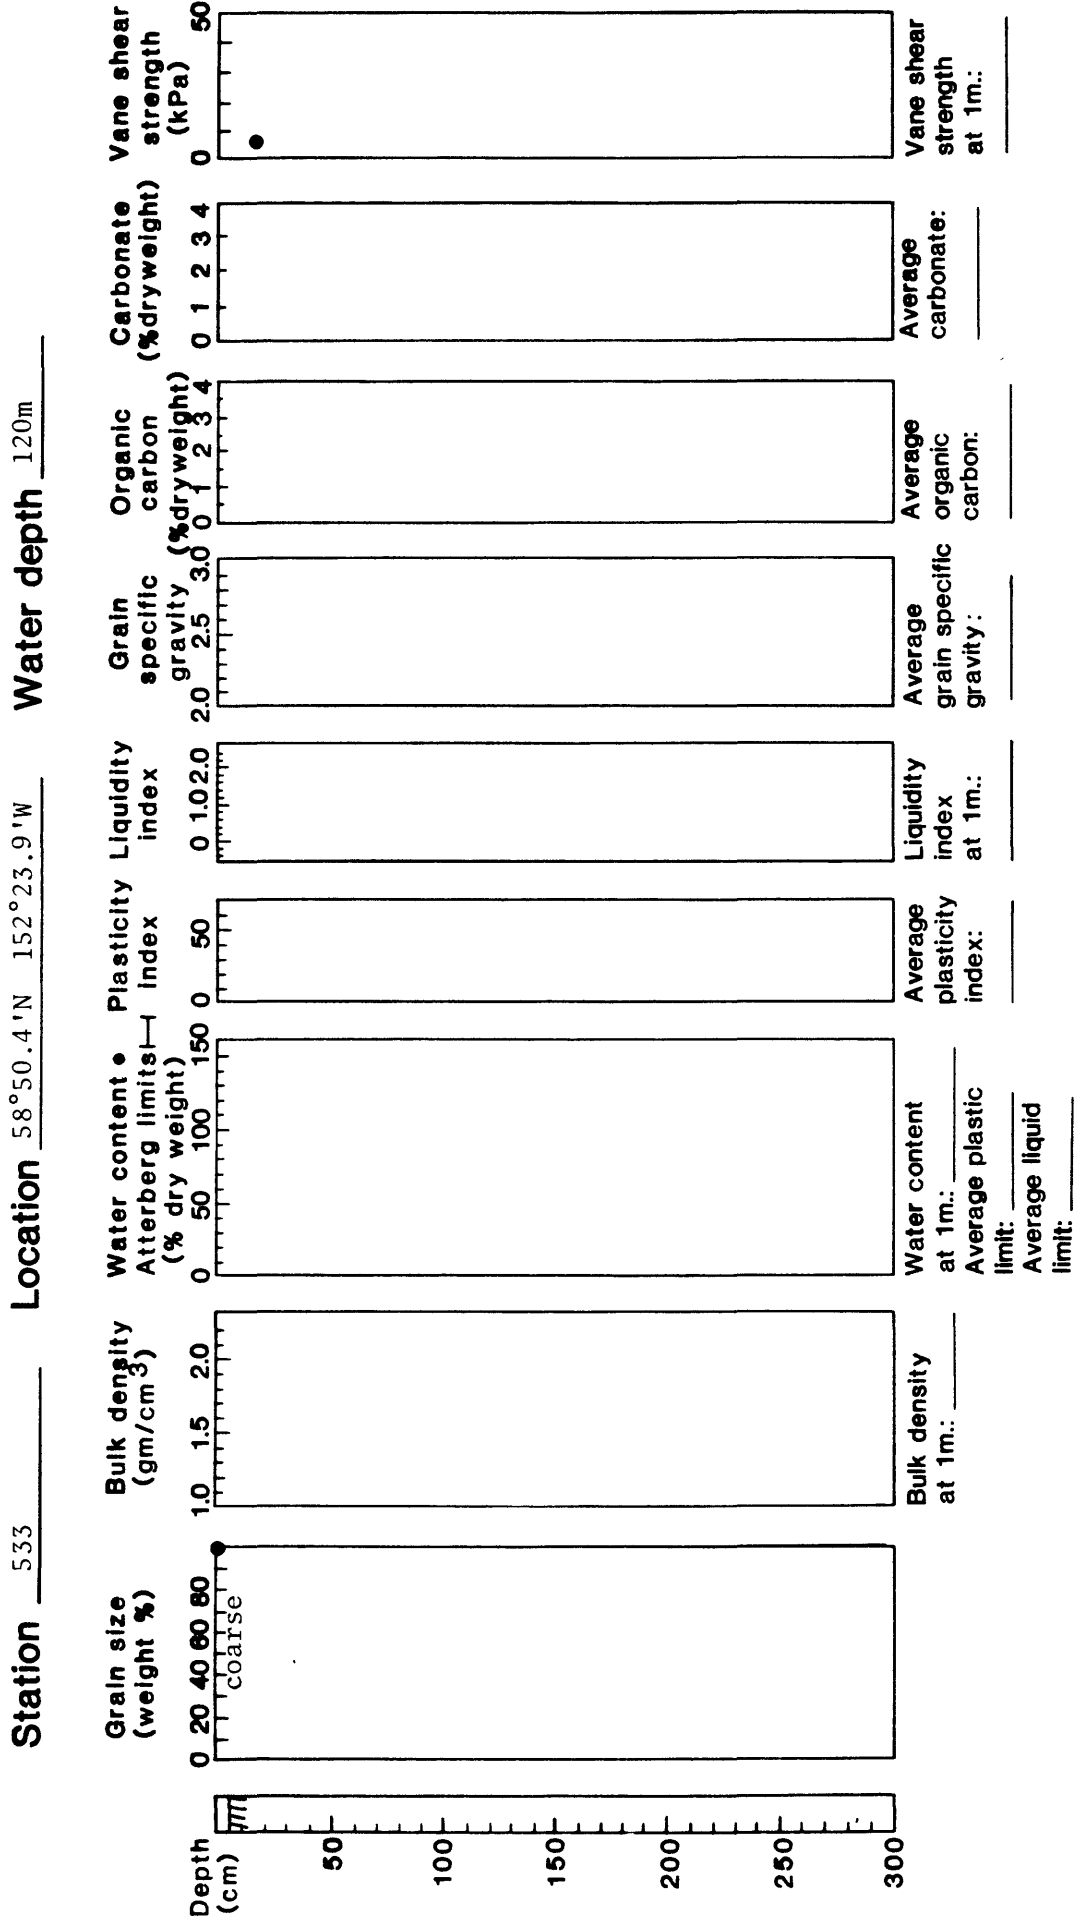 Station 533 Location 58°50.4'N 152°23.9'W Water depth 120m
Depth
(cm)
50
100
150
200
250
300
Grain size
(weight %)
0 20 40 60 80
coarse
Bulk density
(gm/cm3)
1.0 1.5 2.0
Bulk density
at 1m.:
Water content ●
Atterberg limits ⊢⊣
(% dry weight)
0 50 100 150
Water content
at 1m.:
Average plastic
limit:
Average liquid
limit:
Plasticity
index
0 50
Average
plasticity
index:
Liquidity
index
0 1.0 2.0
Liquidity
index
at 1m.:
Grain
specific
gravity
2.0 2.5 3.0
Average
grain specific
gravity:
Organic
carbon
(%dryweight)
0 1 2 3 4
Average
organic
carbon:
Carbonate
(%dryweight)
0 1 2 3 4
Average
carbonate:
Vane shear
strength
(kPa)
0 50
Vane shear
strength
at 1m.: